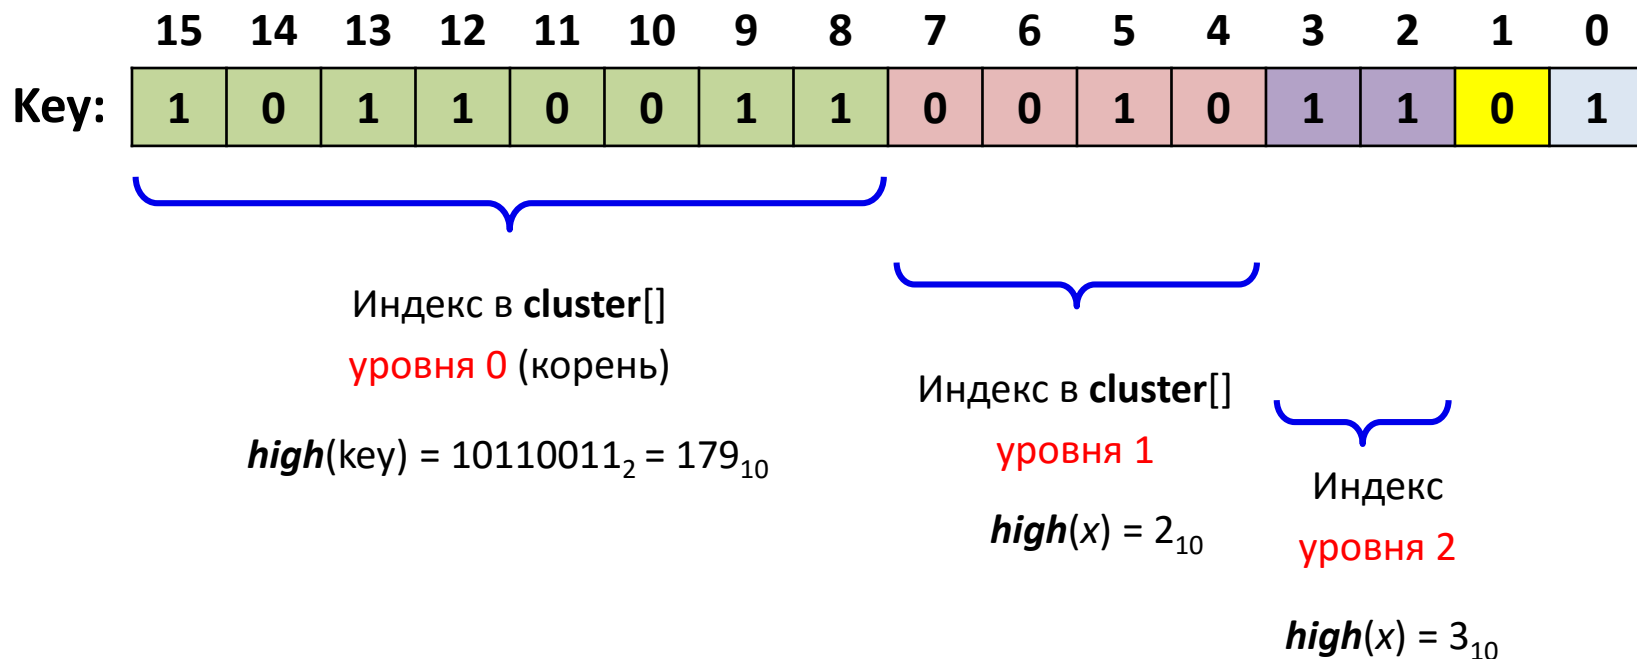 15 14 13 12 11 10 9 8 7 6 5 4 3 2 1 0
Key: 1 0 1 1 0 0 1 1 0 0 1 0 1 1 0 1
Индекс в cluster[]
уровня 0 (корень)
high(key) = 10110011₂ = 179₁₀
Индекс в cluster[]
уровня 1
high(x) = 2₁₀
Индекс
уровня 2
high(x) = 3₁₀